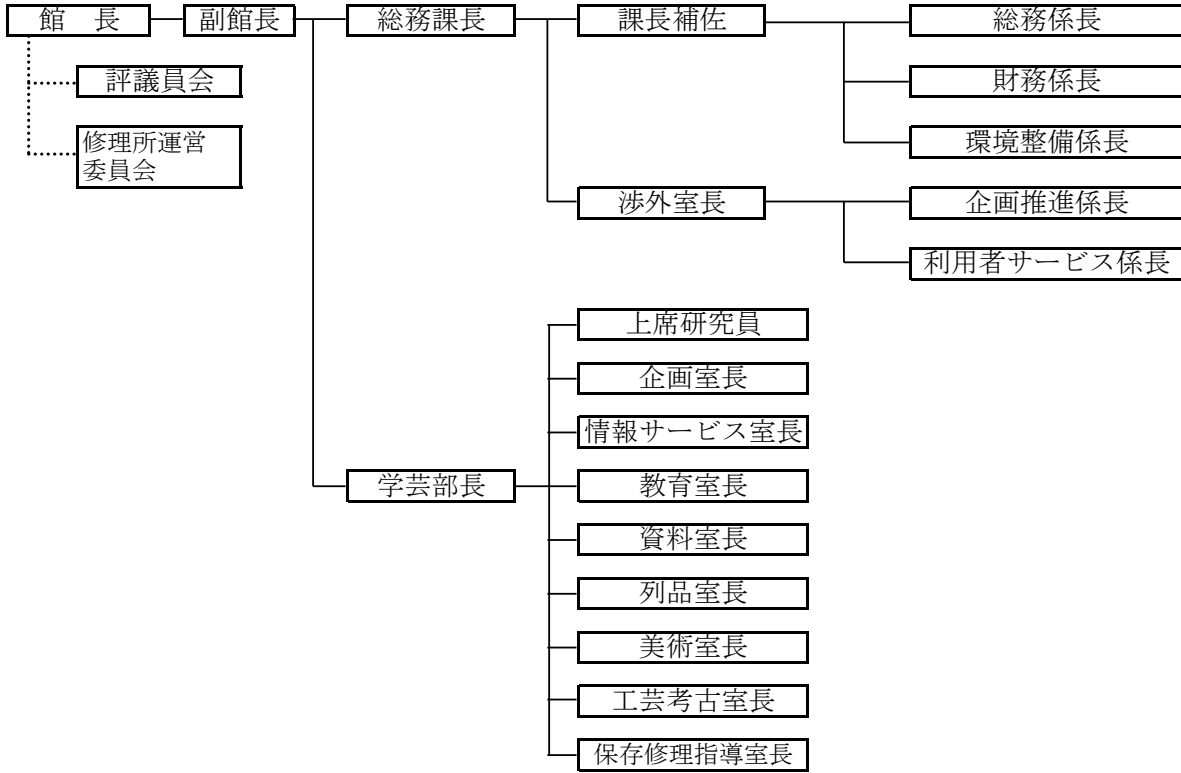 館　長
副館長
総務課長
課長補佐
総務係長
評議員会
財務係長
修理所運営
委員会
環境整備係長
渉外室長
企画推進係長
利用者サービス係長
上席研究員
企画室長
情報サービス室長
学芸部長
教育室長
資料室長
列品室長
美術室長
工芸考古室長
保存修理指導室長